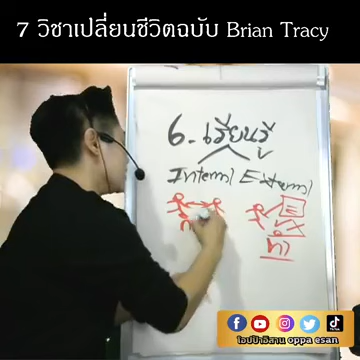 7 วิชาเปลี่ยนชีวิตฉบับ Brian Tracy
6. เรียนรู้
Internal External
ทำ
โอปป้าอีสาน oppa esan